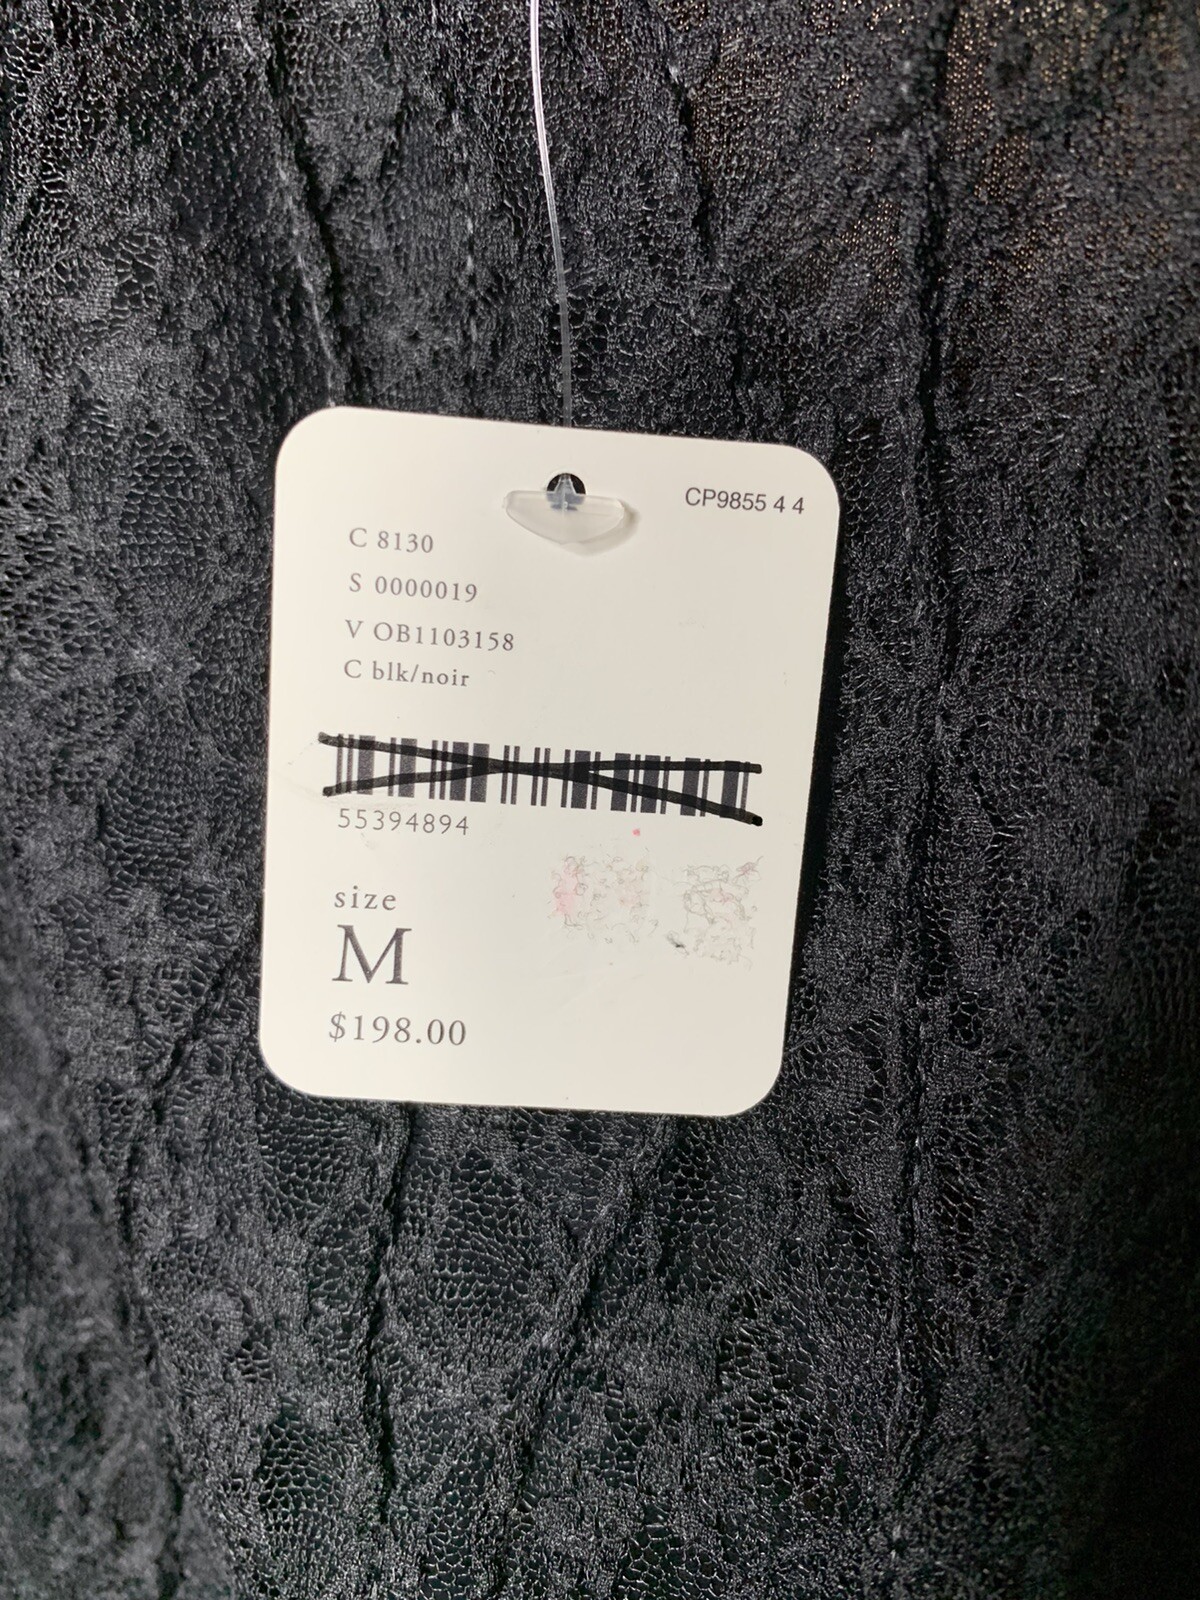 CP9855 4 4
C 8130
S 0000019
V OB1103158
C blk/noir
55394894
size
M
$198.00